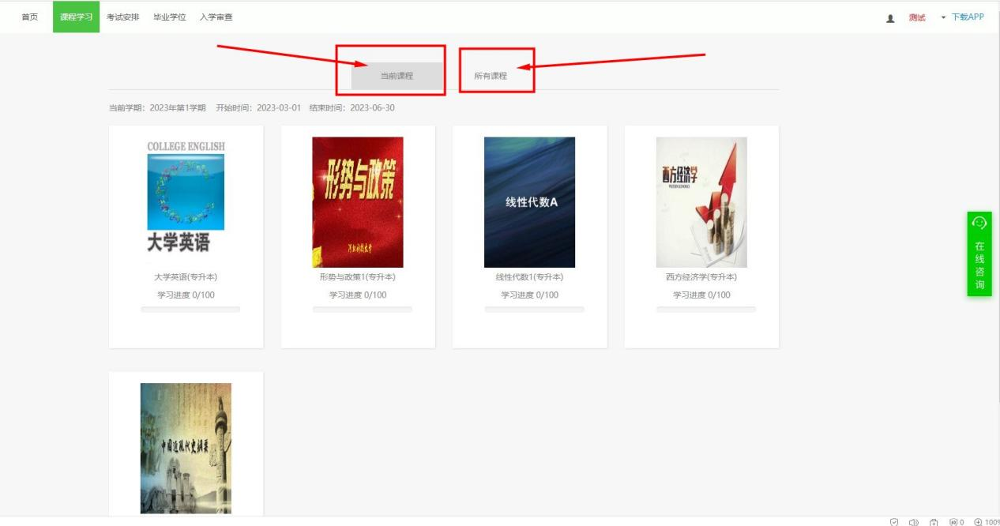 首页 课程学习 考试安排 毕业学位 入学审查 测试 下载APP
当前课程 所有课程
当前学期：2023年第1学期 开始时间：2023-03-01 结束时间：2023-06-30
COLLEGE ENGLISH
大学英语
形势与政策
河北科技大学
线性代数A
西方经济学
大学英语(专升本) 形势与政策1(专升本) 线性代数1(专升本) 西方经济学(专升本)
学习进度 0/100 学习进度 0/100 学习进度 0/100 学习进度 0/100
在线咨询
中国近现代史纲要
0 100%